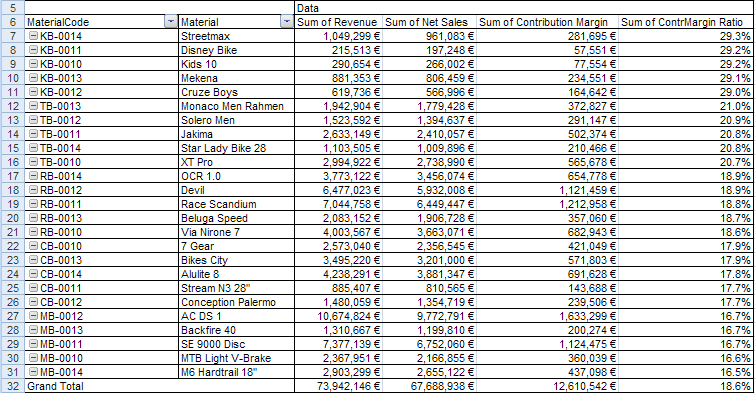 5 Data
6 MaterialCode Material Sum of Revenue Sum of Net Sales Sum of Contribution Margin Sum of ContrMargin Ratio
7 KB-0014 Streetmax 1,049,299 € 961,083 € 281,695 € 29.3%
8 KB-0011 Disney Bike 215,513 € 197,248 € 57,551 € 29.2%
9 KB-0010 Kids 10 290,654 € 266,002 € 77,554 € 29.2%
10 KB-0013 Mekena 881,353 € 806,459 € 234,551 € 29.1%
11 KB-0012 Cruze Boys 619,736 € 566,996 € 164,642 € 29.0%
12 TB-0013 Monaco Men Rahmen 1,942,904 € 1,779,428 € 372,827 € 21.0%
13 TB-0012 Solero Men 1,523,592 € 1,394,637 € 291,147 € 20.9%
14 TB-0011 Jakima 2,633,149 € 2,410,057 € 502,374 € 20.8%
15 TB-0014 Star Lady Bike 28 1,103,505 € 1,009,896 € 210,466 € 20.8%
16 TB-0010 XT Pro 2,994,922 € 2,738,990 € 565,678 € 20.7%
17 RB-0014 OCR 1.0 3,773,122 € 3,456,074 € 654,778 € 18.9%
18 RB-0012 Devil 6,477,023 € 5,932,008 € 1,121,459 € 18.9%
19 RB-0011 Race Scandium 7,044,758 € 6,449,447 € 1,212,958 € 18.8%
20 RB-0013 Beluga Speed 2,083,152 € 1,906,728 € 357,060 € 18.7%
21 RB-0010 Via Nirone 7 4,003,567 € 3,663,071 € 682,943 € 18.6%
22 CB-0010 7 Gear 2,573,040 € 2,356,545 € 421,049 € 17.9%
23 CB-0013 Bikes City 3,495,220 € 3,201,000 € 571,803 € 17.9%
24 CB-0014 Alulite 8 4,238,291 € 3,881,347 € 691,628 € 17.8%
25 CB-0011 Stream N3 28" 885,407 € 810,565 € 143,688 € 17.7%
26 CB-0012 Conception Palermo 1,480,059 € 1,354,719 € 239,506 € 17.7%
27 MB-0012 AC DS 1 10,674,824 € 9,772,791 € 1,633,299 € 16.7%
28 MB-0013 Backfire 40 1,310,667 € 1,199,810 € 200,274 € 16.7%
29 MB-0011 SE 9000 Disc 7,377,139 € 6,752,060 € 1,124,475 € 16.7%
30 MB-0010 MTB Light V-Brake 2,367,951 € 2,166,855 € 360,039 € 16.6%
31 MB-0014 M6 Hardtrail 18" 2,903,299 € 2,655,122 € 437,098 € 16.5%
32 Grand Total 73,942,146 € 67,688,938 € 12,610,542 € 18.6%